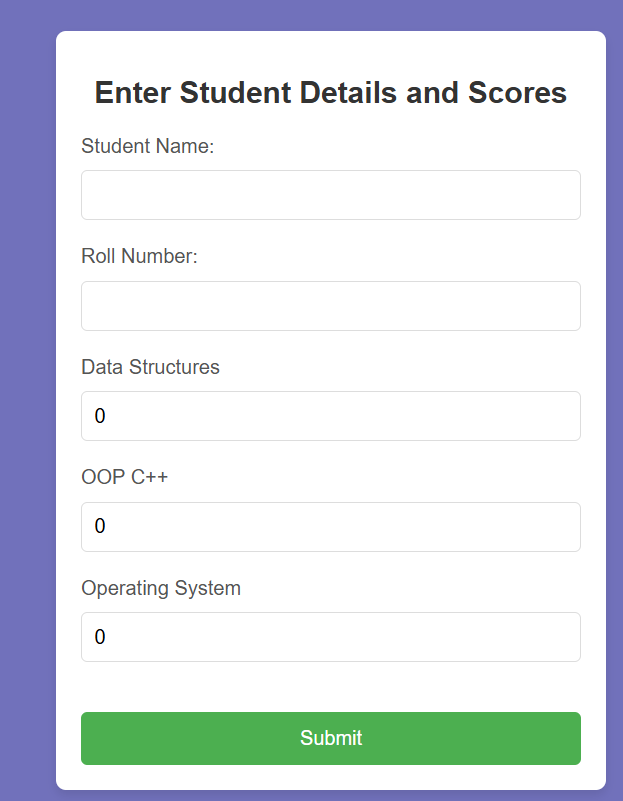 Enter Student Details and Scores
Student Name:
Roll Number:
Data Structures
0
OOP C++
0
Operating System
0
Submit